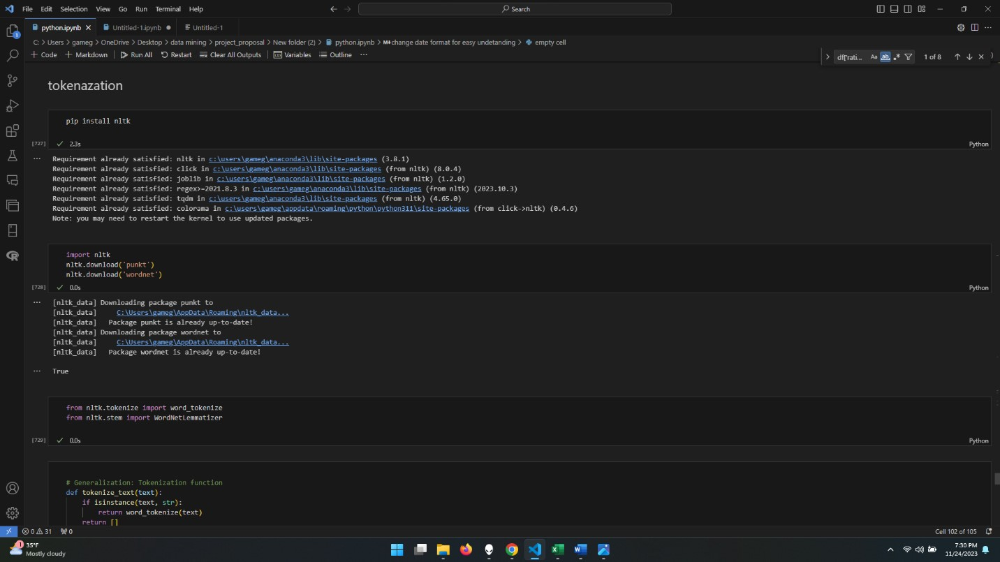 File Edit Selection View Go Run Terminal Help Search
python.ipynb Untitled-1.ipynb Untitled-1
C: > Users > gameg > OneDrive > Desktop > data mining > project_proposal > New folder (2) > python.ipynb > M↓change date format for easy undetanding > empty cell
+ Code + Markdown Run All Restart Clear All Outputs Variables Outline ...
df['rati... Aa ab .* 1 of 8
tokenazation
pip install nltk
[727] ✓ 2.3s Python
Requirement already satisfied: nltk in c:\users\gameg\anaconda3\lib\site-packages (3.8.1)
Requirement already satisfied: click in c:\users\gameg\anaconda3\lib\site-packages (from nltk) (8.0.4)
Requirement already satisfied: joblib in c:\users\gameg\anaconda3\lib\site-packages (from nltk) (1.2.0)
Requirement already satisfied: regex>=2021.8.3 in c:\users\gameg\anaconda3\lib\site-packages (from nltk) (2023.10.3)
Requirement already satisfied: tqdm in c:\users\gameg\anaconda3\lib\site-packages (from nltk) (4.65.0)
Requirement already satisfied: colorama in c:\users\gameg\appdata\roaming\python\python311\site-packages (from click->nltk) (0.4.6)
Note: you may need to restart the kernel to use updated packages.
import nltk
nltk.download('punkt')
nltk.download('wordnet')
[728] ✓ 0.0s Python
[nltk_data] Downloading package punkt to
[nltk_data] C:\Users\gameg\AppData\Roaming\nltk_data...
[nltk_data] Package punkt is already up-to-date!
[nltk_data] Downloading package wordnet to
[nltk_data] C:\Users\gameg\AppData\Roaming\nltk_data...
[nltk_data] Package wordnet is already up-to-date!
True
from nltk.tokenize import word_tokenize
from nltk.stem import WordNetLemmatizer
[729] ✓ 0.0s Python
# Generalization: Tokenization function
def tokenize_text(text):
if isinstance(text, str):
return word_tokenize(text)
return []
0 31 0 Cell 102 of 105
35°F
Mostly cloudy
7:30 PM
11/24/2023